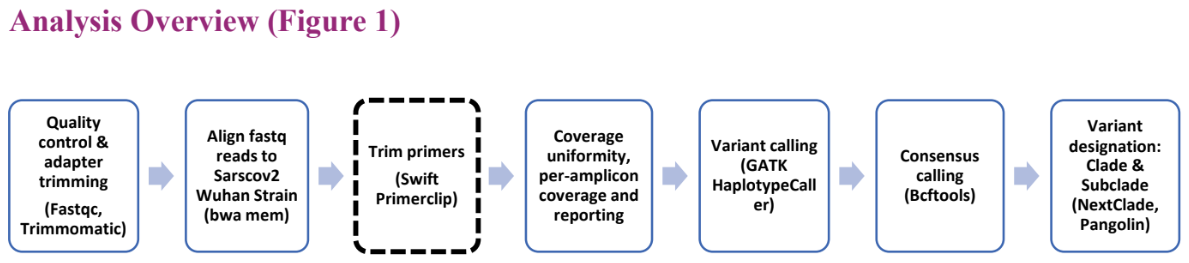 Analysis Overview (Figure 1)
Quality
control &
adapter
trimming
(Fastqc,
Trimmomatic)
Align fastq
reads to
Sarscov2
Wuhan Strain
(bwa mem)
Trim primers
(Swift
Primerclip)
Coverage
uniformity,
per-amplicon
coverage and
reporting
Variant calling
(GATK
HaplotypeCall
er)
Consensus
calling
(Bcftools)
Variant
designation:
Clade &
Subclade
(NextClade,
Pangolin)